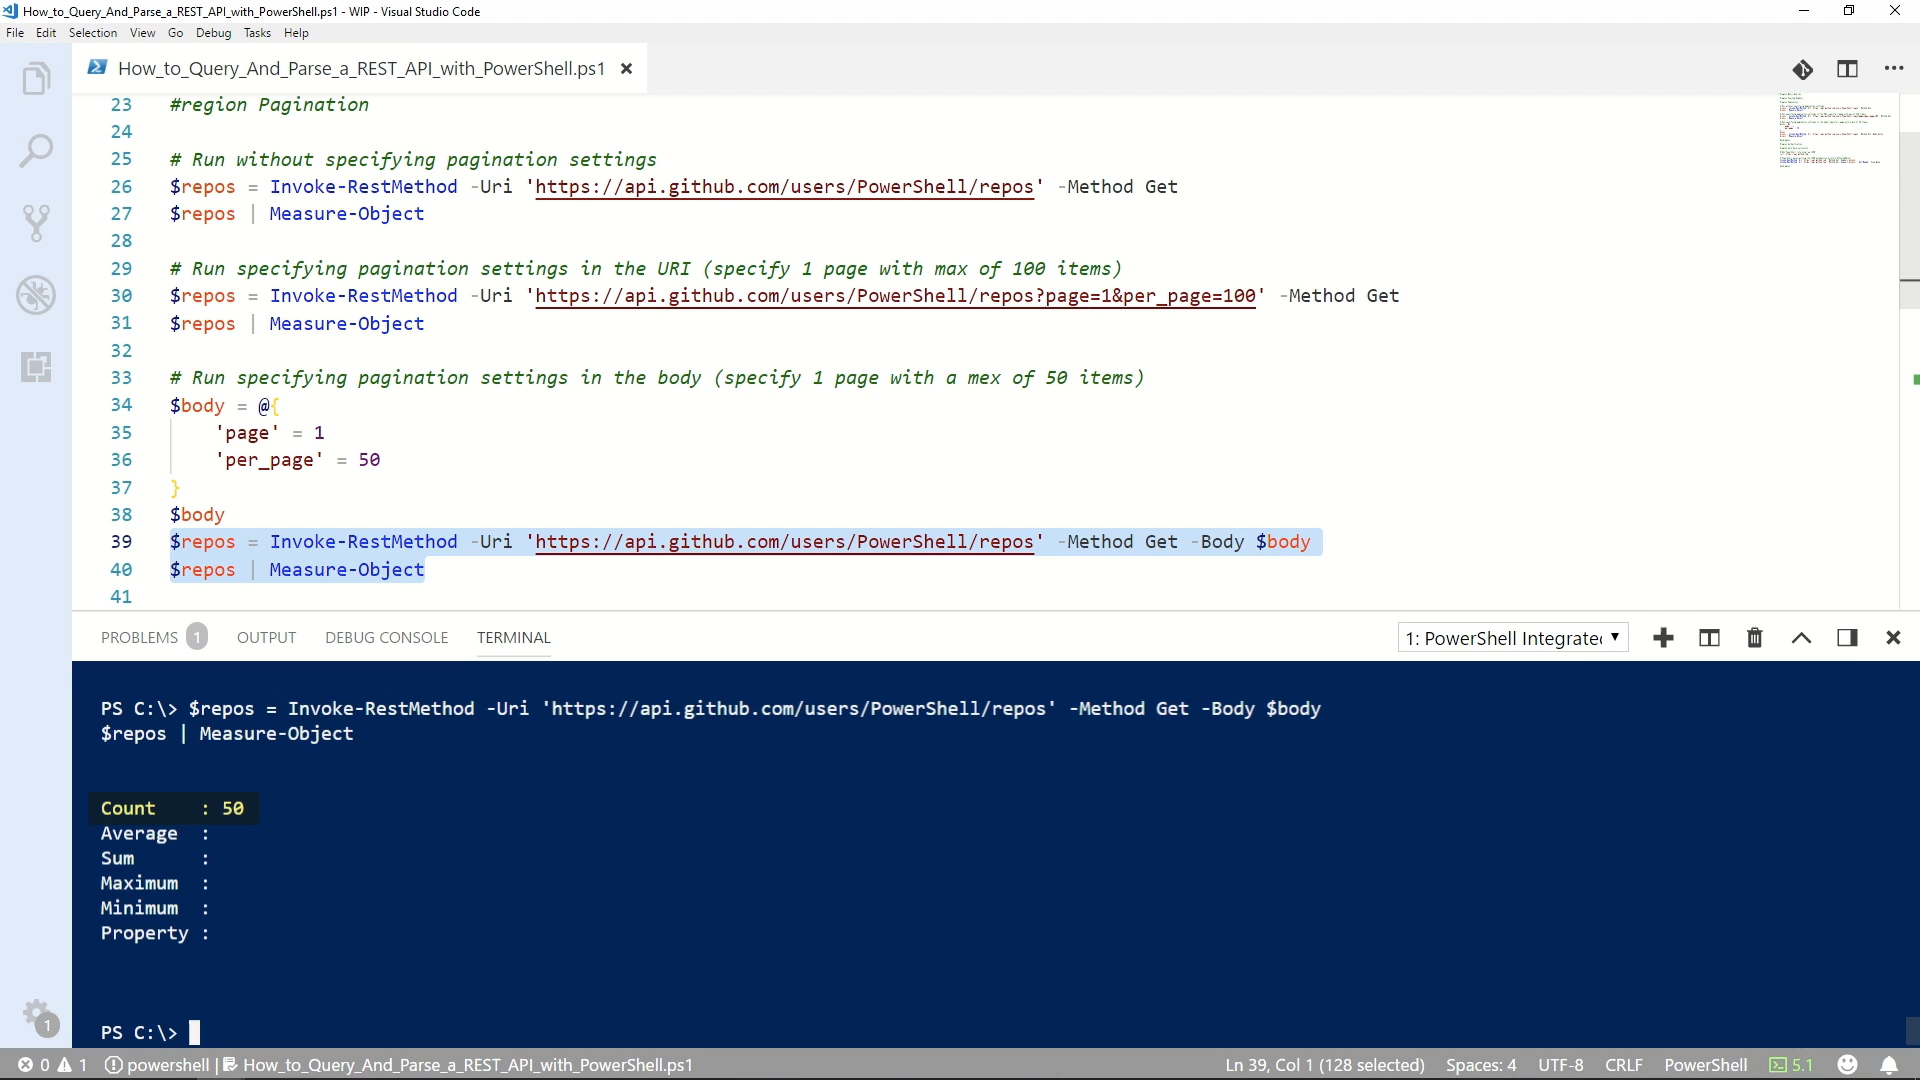 How_to_Query_And_Parse_a_REST_API_with_PowerShell.ps1 - WIP - Visual Studio Code
File Edit Selection View Go Debug Tasks Help
How_to_Query_And_Parse_a_REST_API_with_PowerShell.ps1
23 #region Pagination
24
25 # Run without specifying pagination settings
26 $repos = Invoke-RestMethod -Uri 'https://api.github.com/users/PowerShell/repos' -Method Get
27 $repos | Measure-Object
28
29 # Run specifying pagination settings in the URI (specify 1 page with max of 100 items)
30 $repos = Invoke-RestMethod -Uri 'https://api.github.com/users/PowerShell/repos?page=1&per_page=100' -Method Get
31 $repos | Measure-Object
32
33 # Run specifying pagination settings in the body (specify 1 page with a mex of 50 items)
34 $body = @{
35 'page' = 1
36 'per_page' = 50
37 }
38 $body
39 $repos = Invoke-RestMethod -Uri 'https://api.github.com/users/PowerShell/repos' -Method Get -Body $body
40 $repos | Measure-Object
41
PROBLEMS 1 OUTPUT DEBUG CONSOLE TERMINAL 1: PowerShell Integrate
PS C:\> $repos = Invoke-RestMethod -Uri 'https://api.github.com/users/PowerShell/repos' -Method Get -Body $body
$repos | Measure-Object
Count : 50
Average :
Sum :
Maximum :
Minimum :
Property :
PS C:\>
1
0 1 powershell | How_to_Query_And_Parse_a_REST_API_with_PowerShell.ps1 Ln 39, Col 1 (128 selected) Spaces: 4 UTF-8 CRLF PowerShell 5.1